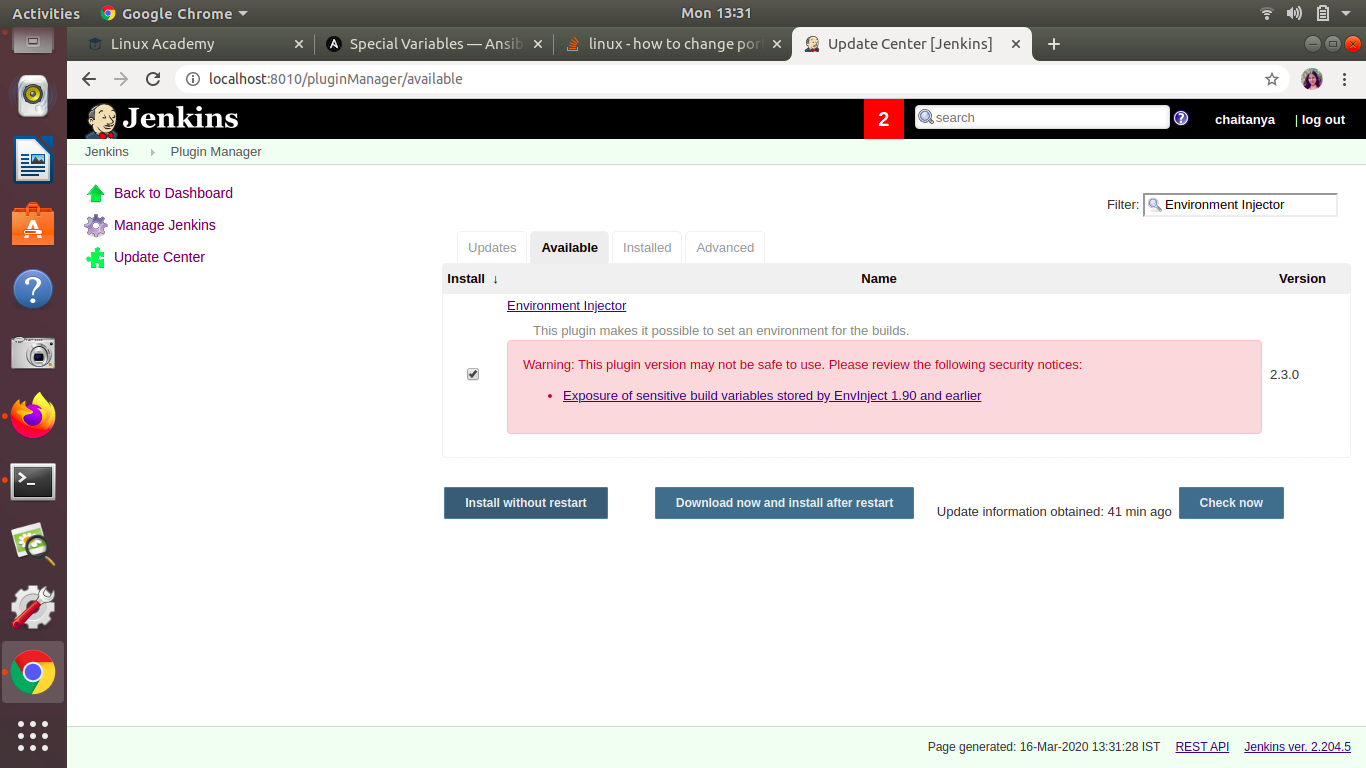 Activities Google Chrome Mon 13:31
Linux Academy Special Variables — Ansib linux - how to change por Update Center [Jenkins]
localhost:8010/pluginManager/available
Jenkins 2 search chaitanya | log out
Jenkins Plugin Manager
Back to Dashboard
Manage Jenkins
Update Center
Filter: Environment Injector
Updates Available Installed Advanced
Install ↓ Name Version
Environment Injector
This plugin makes it possible to set an environment for the builds.
Warning: This plugin version may not be safe to use. Please review the following security notices:
2.3.0
• Exposure of sensitive build variables stored by EnvInject 1.90 and earlier
Install without restart Download now and install after restart Update information obtained: 41 min ago Check now
Page generated: 16-Mar-2020 13:31:28 IST REST API Jenkins ver. 2.204.5